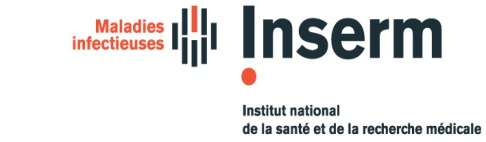 Maladies
infectieuses
Inserm
Institut national
de la santé et de la recherche médicale